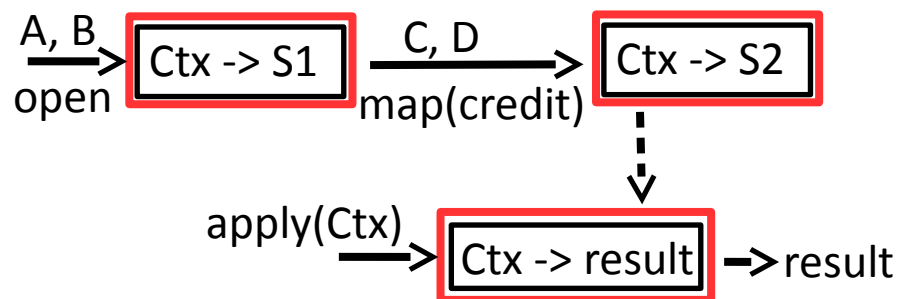 A, B
open
Ctx -> S1
C, D
map(credit)
Ctx -> S2
apply(Ctx)
Ctx -> result
result